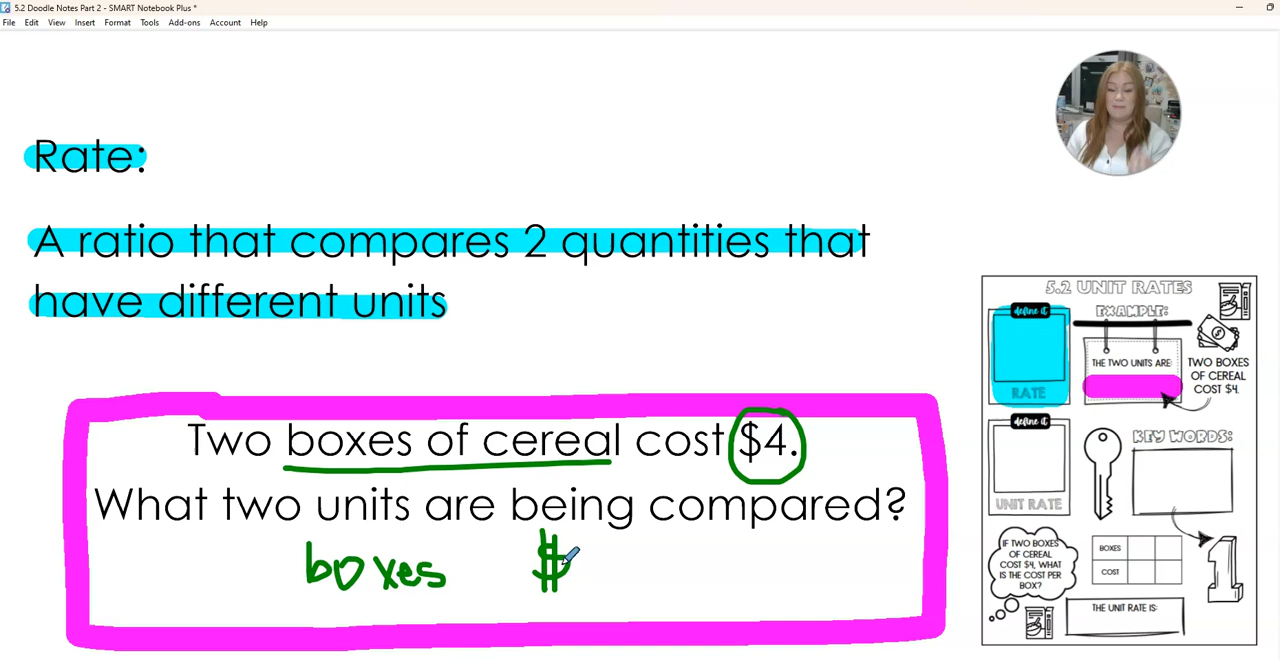 5.2 Doodle Notes Part 2 - SMART Notebook Plus *
File Edit View Insert Format Tools Add-ons Account Help
Rate:
A ratio that compares 2 quantities that
have different units
Two boxes of cereal cost $4.
What two units are being compared?
boxes $
5.2 UNIT RATES
define it
EXAMPLE:
THE TWO UNITS ARE:
TWO BOXES
OF CEREAL
COST $4.
RATE
define it
KEY WORDS:
UNIT RATE
IF TWO BOXES
OF CEREAL
COST $4, WHAT
IS THE COST PER
BOX?
BOXES
COST
1
THE UNIT RATE IS: